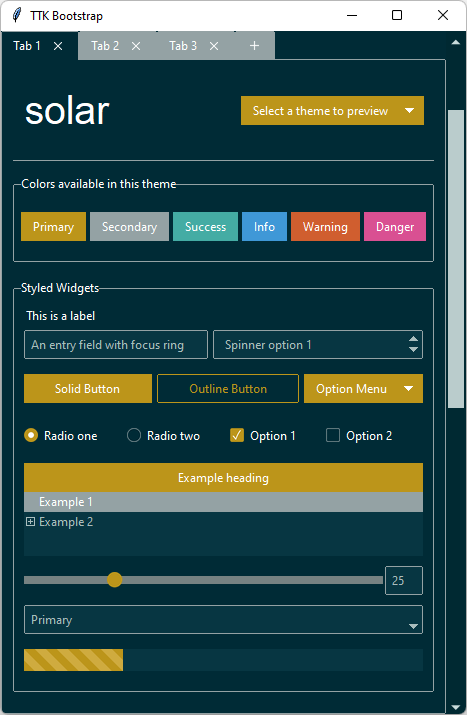 TTK Bootstrap
Tab 1 Tab 2 Tab 3
solar
Select a theme to preview
Colors available in this theme
Primary Secondary Success Info Warning Danger
Styled Widgets
This is a label
An entry field with focus ring Spinner option 1
Solid Button Outline Button Option Menu
Radio one Radio two Option 1 Option 2
Example heading
Example 1
Example 2
25
Primary